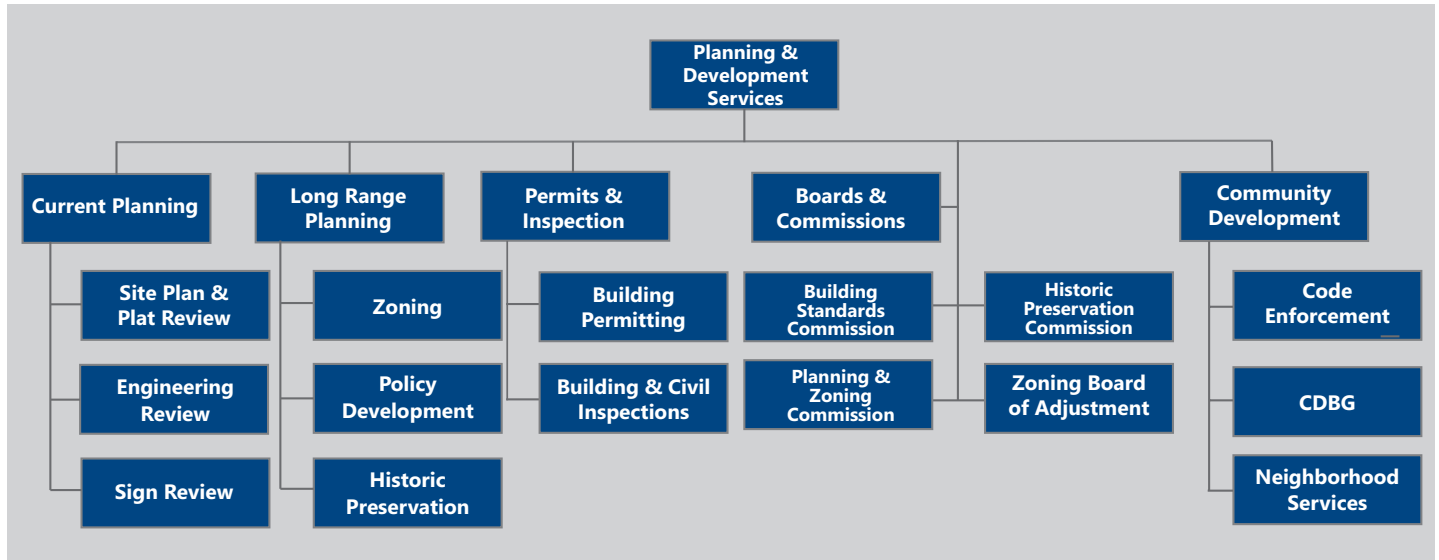 Planning &
Development
Services
Current Planning
Long Range
Planning
Permits &
Inspection
Boards &
Commissions
Community
Development
Site Plan &
Plat Review
Zoning
Building
Permitting
Building
Standards
Commission
Historic
Preservation
Commission
Code
Enforcement
Engineering
Review
Policy
Development
Building & Civil
Inspections
Planning &
Zoning
Commission
Zoning Board
of Adjustment
CDBG
Sign Review
Historic
Preservation
Neighborhood
Services